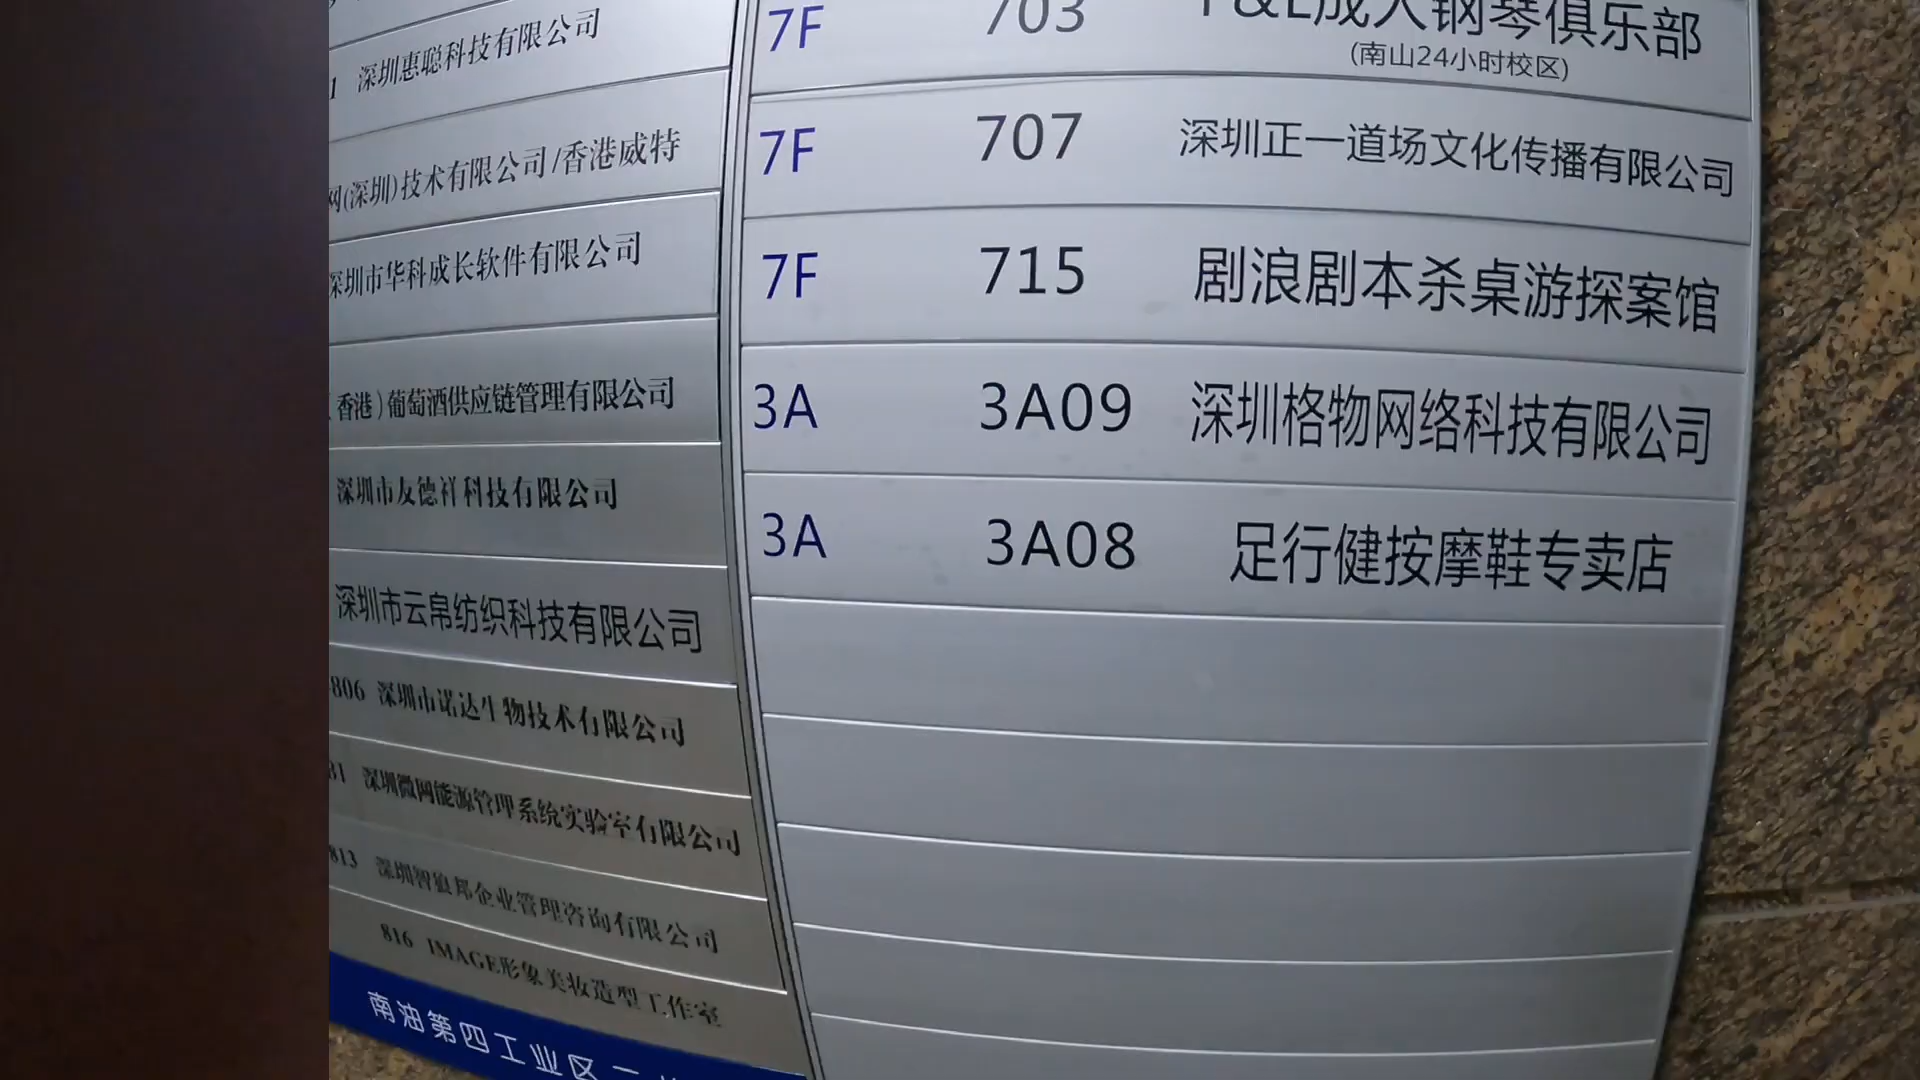 1 深圳惠聪科技有限公司
网(深圳)技术有限公司/香港威特
深圳市华科成长软件有限公司
(香港)葡萄酒供应链管理有限公司
深圳市友德祥科技有限公司
深圳市云帛纺织科技有限公司
806 深圳市诺达生物技术有限公司
深圳微网能源管理系统实验室有限公司
813 深圳智狼邦企业管理咨询有限公司
816 IMAGE形象美妆造型工作室
南油第四工业区
7F 703 成人钢琴俱乐部
(南山24小时校区)
7F 707 深圳正一道场文化传播有限公司
7F 715 剧浪剧本杀桌游探案馆
3A 3A09 深圳格物网络科技有限公司
3A 3A08 足行健按摩鞋专卖店